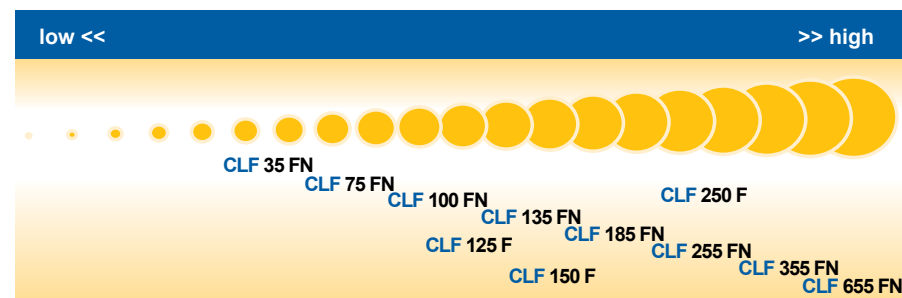 low <<
>> high
CLF 35 FN
CLF 75 FN
CLF 100 FN
CLF 250 F
CLF 135 FN
CLF 185 FN
CLF 125 F
CLF 255 FN
CLF 355 FN
CLF 150 F
CLF 655 FN